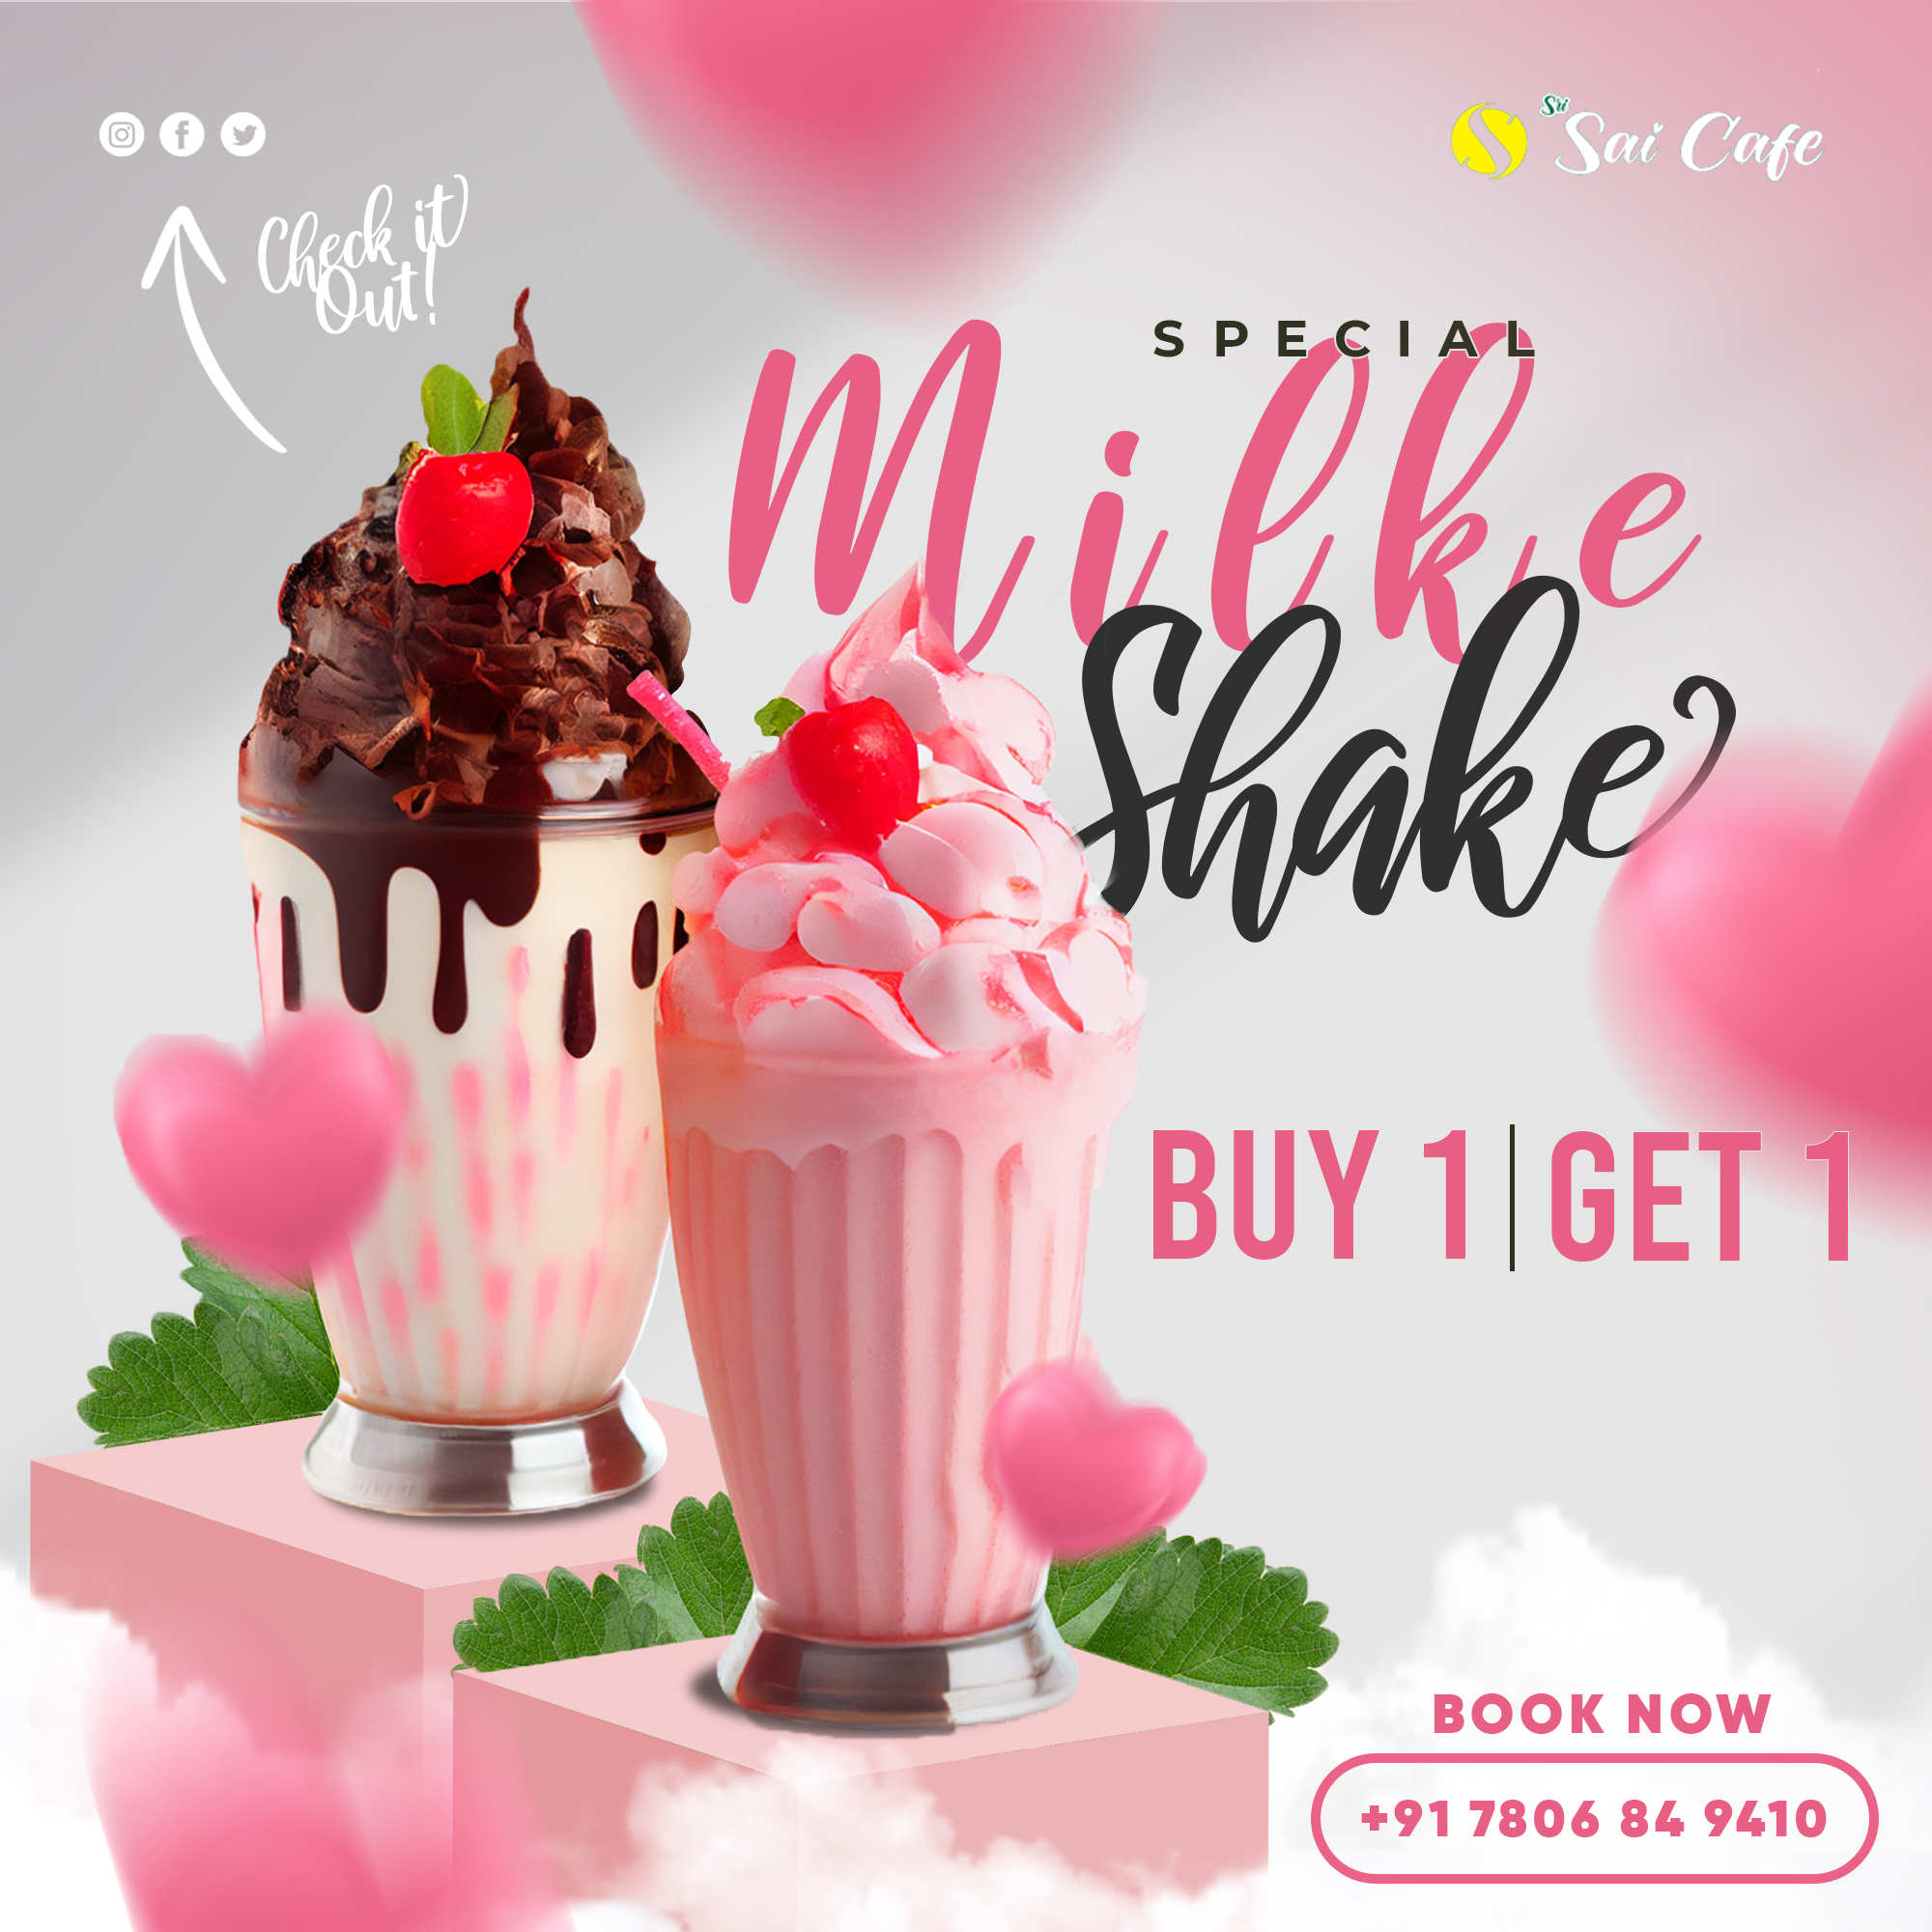 Sri
Sai Cafe
Check it
Out!
SPECIAL
Milke
Shake
BUY 1 | GET 1
BOOK NOW
+91 7806 84 9410